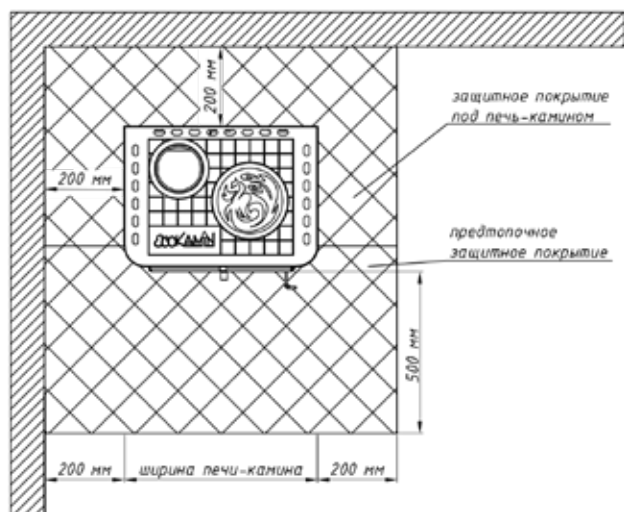 200 мм
защитное покрытие
под печь-камином
200 мм
предтопочное
защитное покрытие
500 мм
200 мм
ширина печи-камина
200 мм